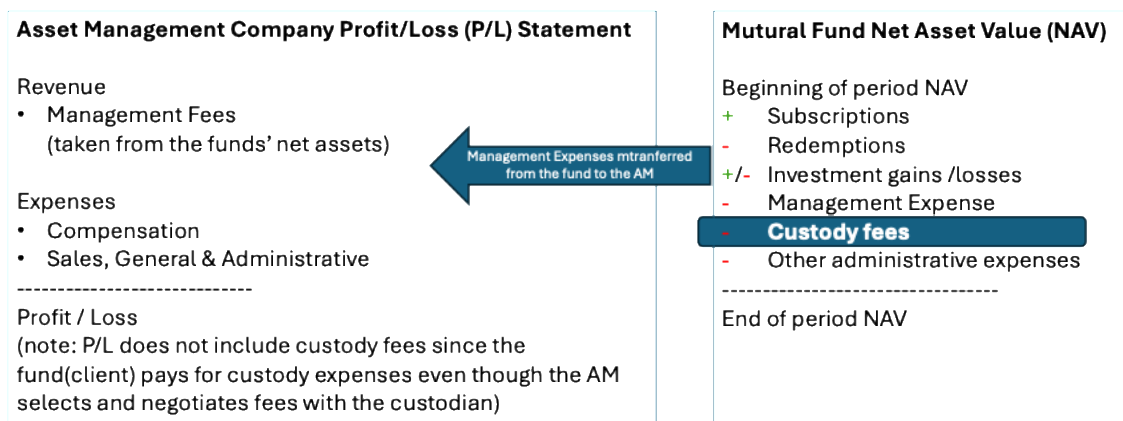 Asset Management Company Profit/Loss (P/L) Statement
Revenue
• Management Fees
(taken from the funds' net assets)
Expenses
• Compensation
• Sales, General & Administrative
----------------------------
Profit / Loss
(note: P/L does not include custody fees since the
fund(client) pays for custody expenses even though the AM
selects and negotiates fees with the custodian)
Management Expenses mtranferred
from the fund to the AM
Mutural Fund Net Asset Value (NAV)
Beginning of period NAV
+ Subscriptions
- Redemptions
+/- Investment gains /losses
- Management Expense
- Custody fees
- Other administrative expenses
----------------------------------
End of period NAV